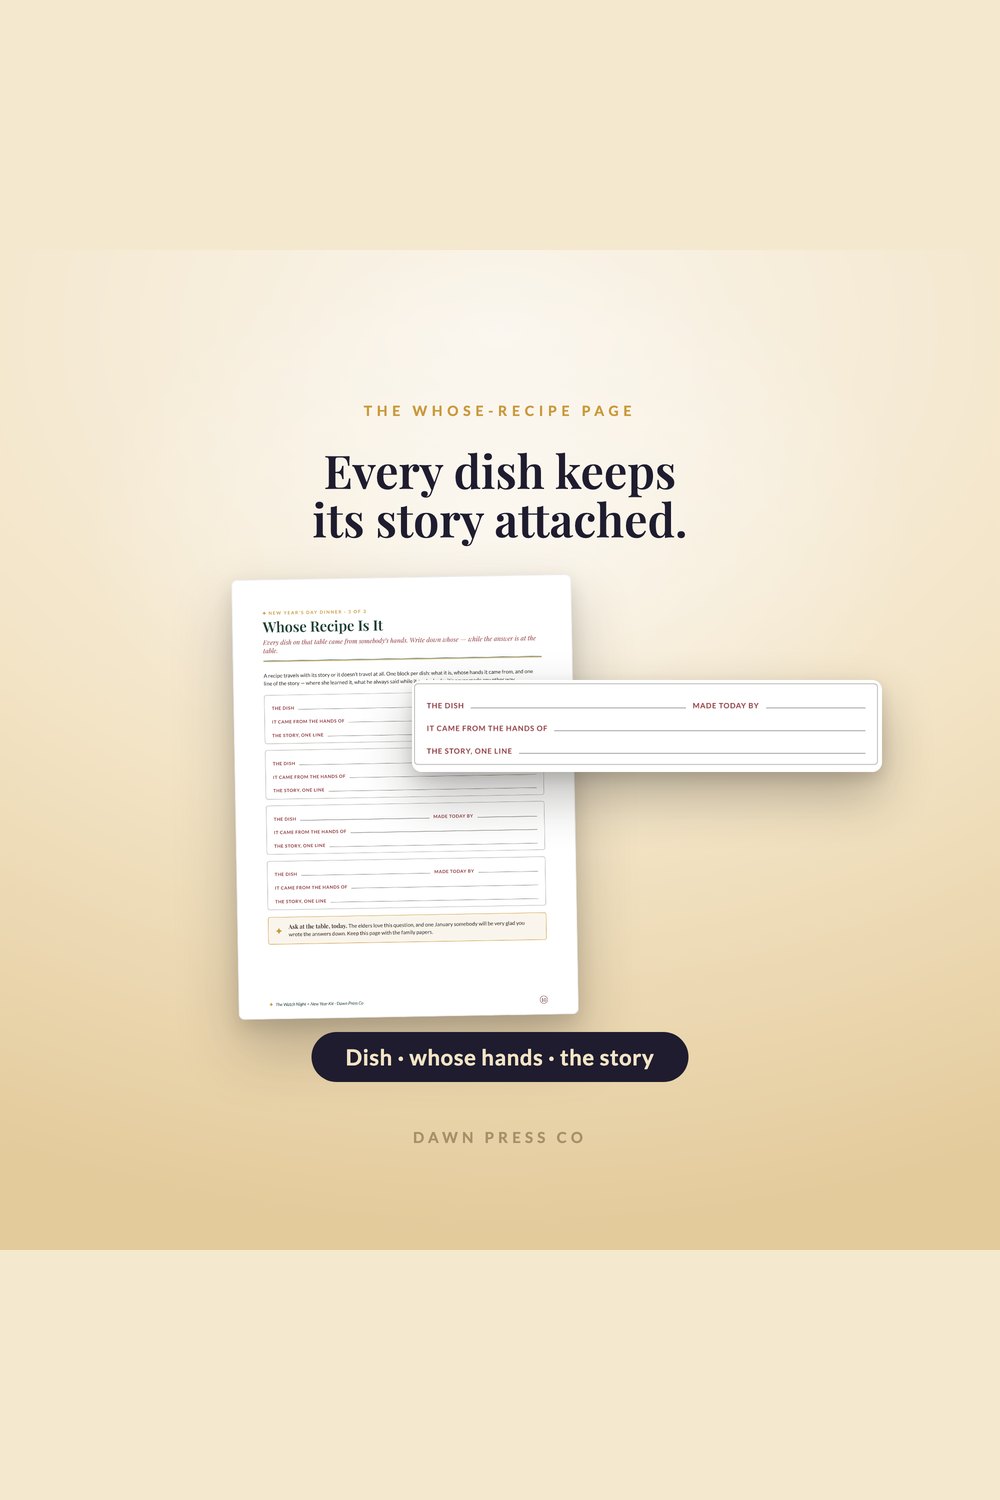 THE WHOSE-RECIPE PAGE
Every dish keeps
its story attached.
NEW YEAR'S DAY DINNER · 3 OF 3
Whose Recipe Is It
Every dish on that table came from somebody's hands. Write down whose — while the answer is at the
table.
A recipe travels with its story or it doesn't travel at all. One block per dish: what it is, whose hands it came from, and one
line of the story — where she learned it, what he always said while
THE DISH
IT CAME FROM THE HANDS OF
THE STORY, ONE LINE
THE DISH MADE TODAY BY
IT CAME FROM THE HANDS OF
THE STORY, ONE LINE
THE DISH
IT CAME FROM THE HANDS OF
THE STORY, ONE LINE
THE DISH MADE TODAY BY
IT CAME FROM THE HANDS OF
THE STORY, ONE LINE
THE DISH MADE TODAY BY
IT CAME FROM THE HANDS OF
THE STORY, ONE LINE
Ask at the table, today. The elders love this question, and one January somebody will be very glad you
wrote the answers down. Keep this page with the family papers.
The Watch Night + New Year Kit · Dawn Press Co
Dish · whose hands · the story
DAWN PRESS CO